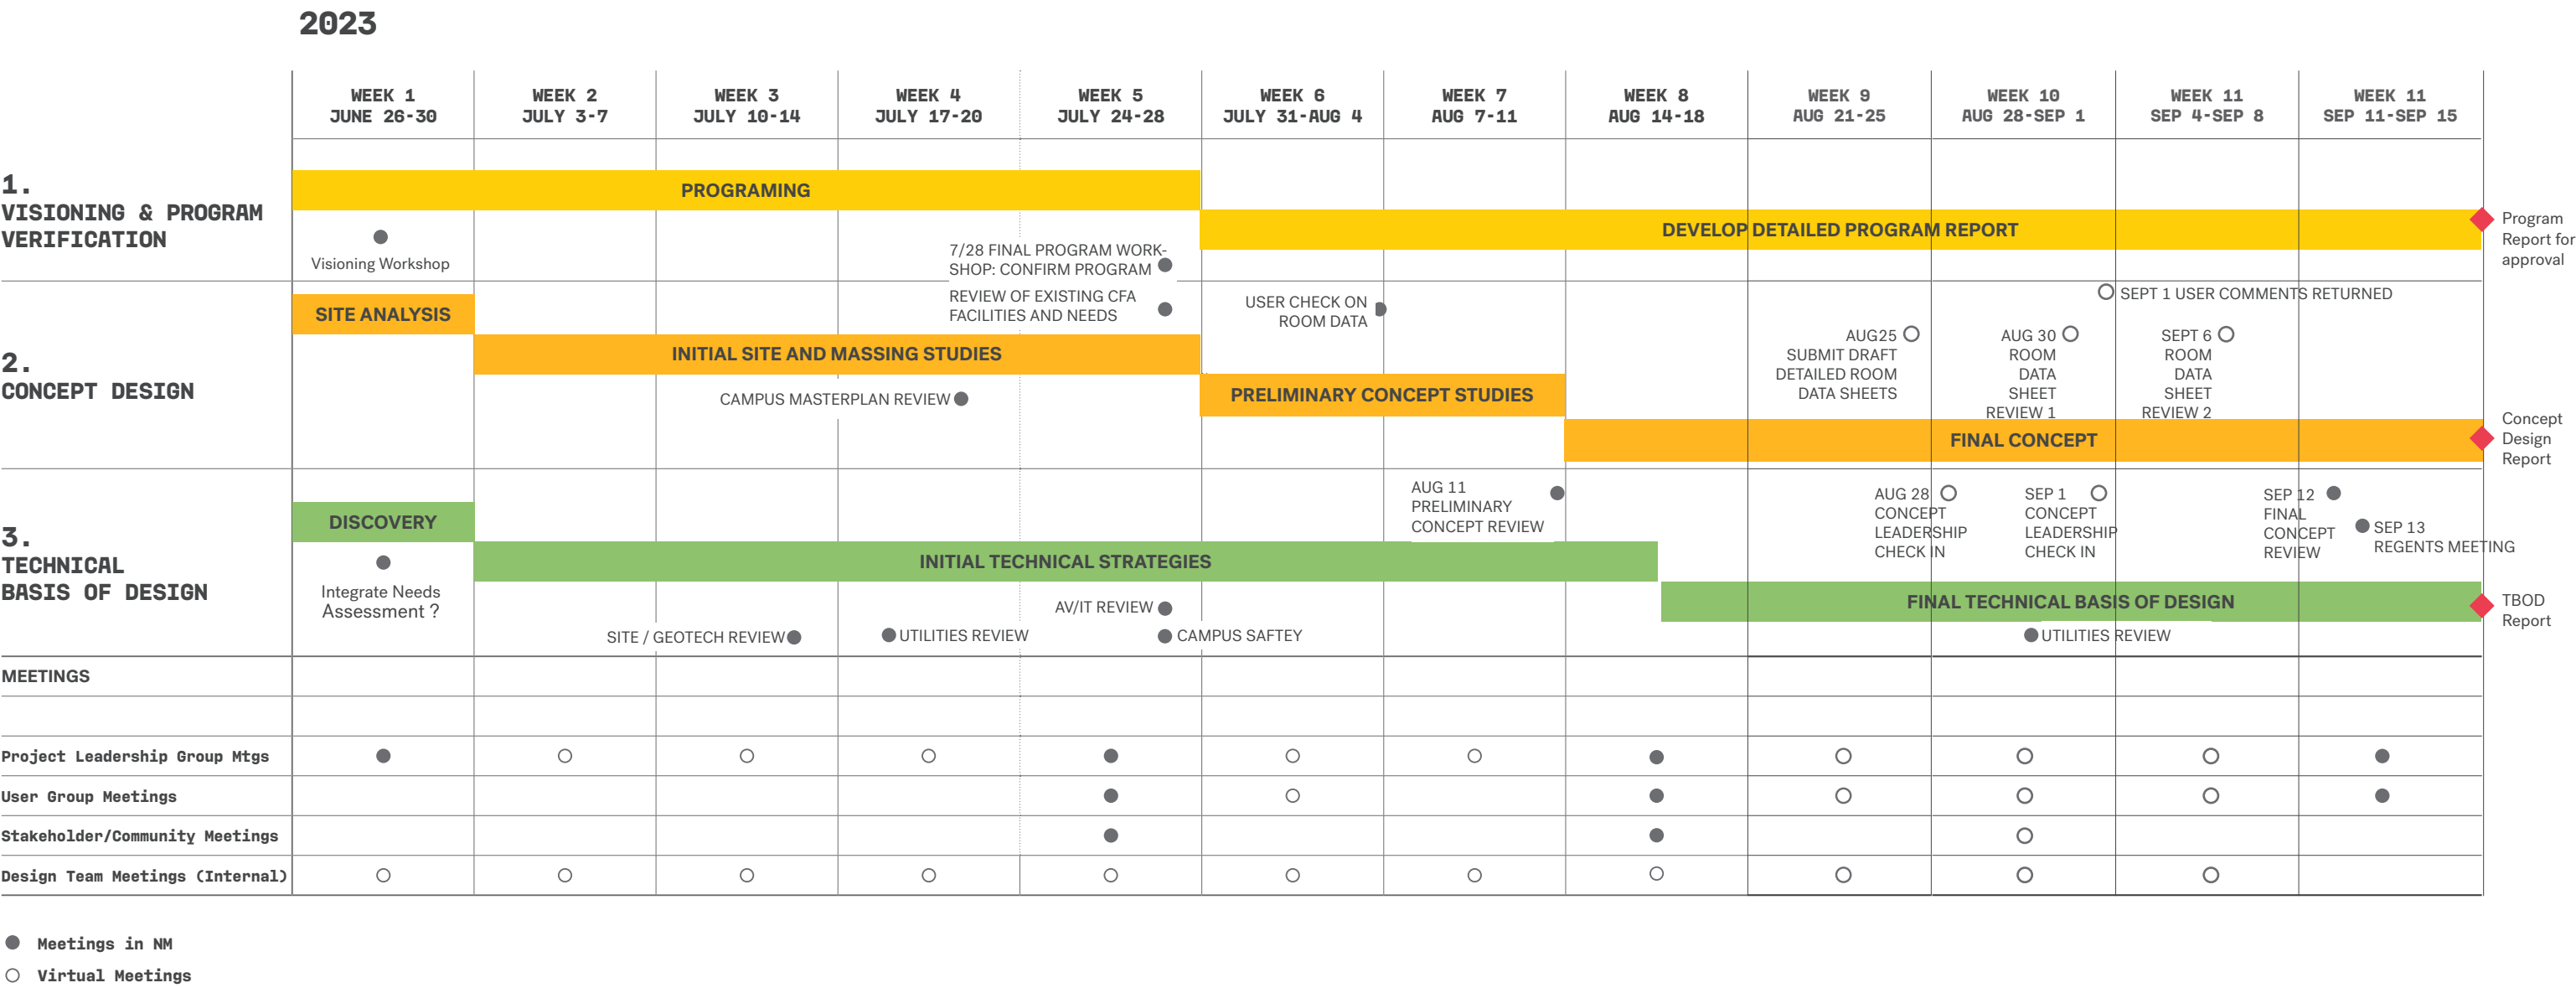 2023
WEEK 1
JUNE 26-30
WEEK 2
JULY 3-7
WEEK 3
JULY 10-14
WEEK 4
JULY 17-20
WEEK 5
JULY 24-28
WEEK 6
JULY 31-AUG 4
WEEK 7
AUG 7-11
WEEK 8
AUG 14-18
WEEK 9
AUG 21-25
WEEK 10
AUG 28-SEP 1
WEEK 11
SEP 4-SEP 8
WEEK 11
SEP 11-SEP 15
1.
VISIONING & PROGRAM
VERIFICATION
PROGRAMING
DEVELOP DETAILED PROGRAM REPORT
Program
Report for
approval
Visioning Workshop
7/28 FINAL PROGRAM WORK-
SHOP: CONFIRM PROGRAM
2.
CONCEPT DESIGN
SITE ANALYSIS
REVIEW OF EXISTING CFA
FACILITIES AND NEEDS
USER CHECK ON
ROOM DATA
SEPT 1 USER COMMENTS RETURNED
INITIAL SITE AND MASSING STUDIES
AUG25
SUBMIT DRAFT
DETAILED ROOM
DATA SHEETS
AUG 30
ROOM
DATA
SHEET
REVIEW 1
SEPT 6
ROOM
DATA
SHEET
REVIEW 2
CAMPUS MASTERPLAN REVIEW
PRELIMINARY CONCEPT STUDIES
FINAL CONCEPT
Concept
Design
Report
3.
TECHNICAL
BASIS OF DESIGN
DISCOVERY
AUG 11
PRELIMINARY
CONCEPT REVIEW
AUG 28
CONCEPT
LEADERSHIP
CHECK IN
SEP 1
CONCEPT
LEADERSHIP
CHECK IN
SEP 12
FINAL
CONCEPT
REVIEW
SEP 13
REGENTS MEETING
INITIAL TECHNICAL STRATEGIES
Integrate Needs
Assessment ?
FINAL TECHNICAL BASIS OF DESIGN
TBOD
Report
AV/IT REVIEW
SITE / GEOTECH REVIEW
UTILITIES REVIEW
CAMPUS SAFTEY
UTILITIES REVIEW
MEETINGS
Project Leadership Group Mtgs
User Group Meetings
Stakeholder/Community Meetings
Design Team Meetings (Internal)
Meetings in NM
Virtual Meetings